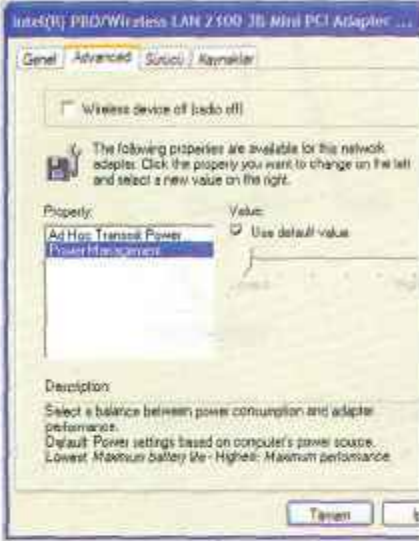 Intel(R) PRO/Wireless LAN 2100 3B Mini PCI Adapter ...
Genel Advanced Sürücü Kaynaklar
Wireless device off (radio off)
The following properties are available for this network
adapter. Click the property you want to change on the left
and select a new value on the right.
Property:
Value:
Ad Hoc Transmit Power
Power Management
Use default value
Description:
Select a balance between power consumption and adapter
performance.
Default: Power settings based on computer's power source.
Lowest: Maximum battery life - Highest: Maximum performance
Tamam